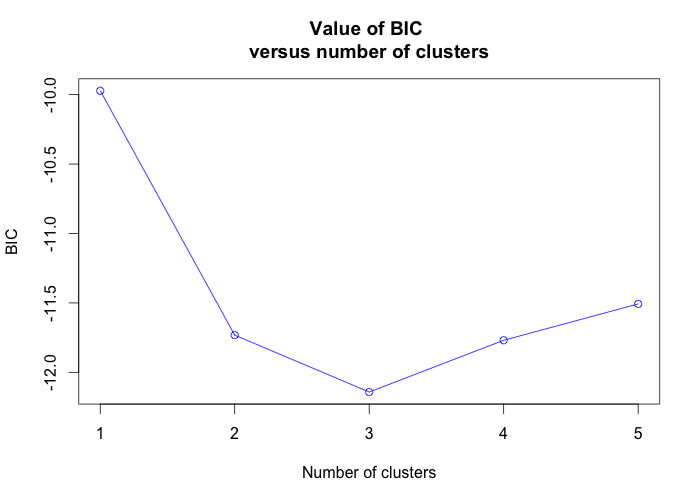 Value of BIC
versus number of clusters
BIC
-10.0
-10.5
-11.0
-11.5
-12.0
1 2 3 4 5
Number of clusters